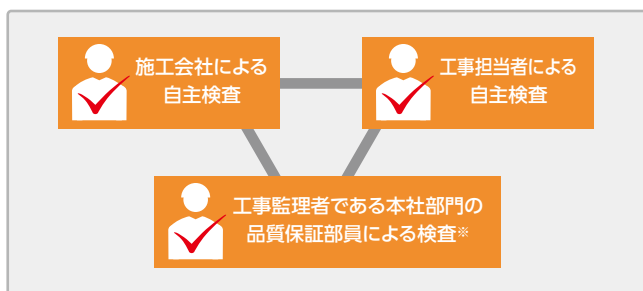 施工会社による
自主検査
工事担当者による
自主検査
工事監理者である本社部門の
品質保証部員による検査※